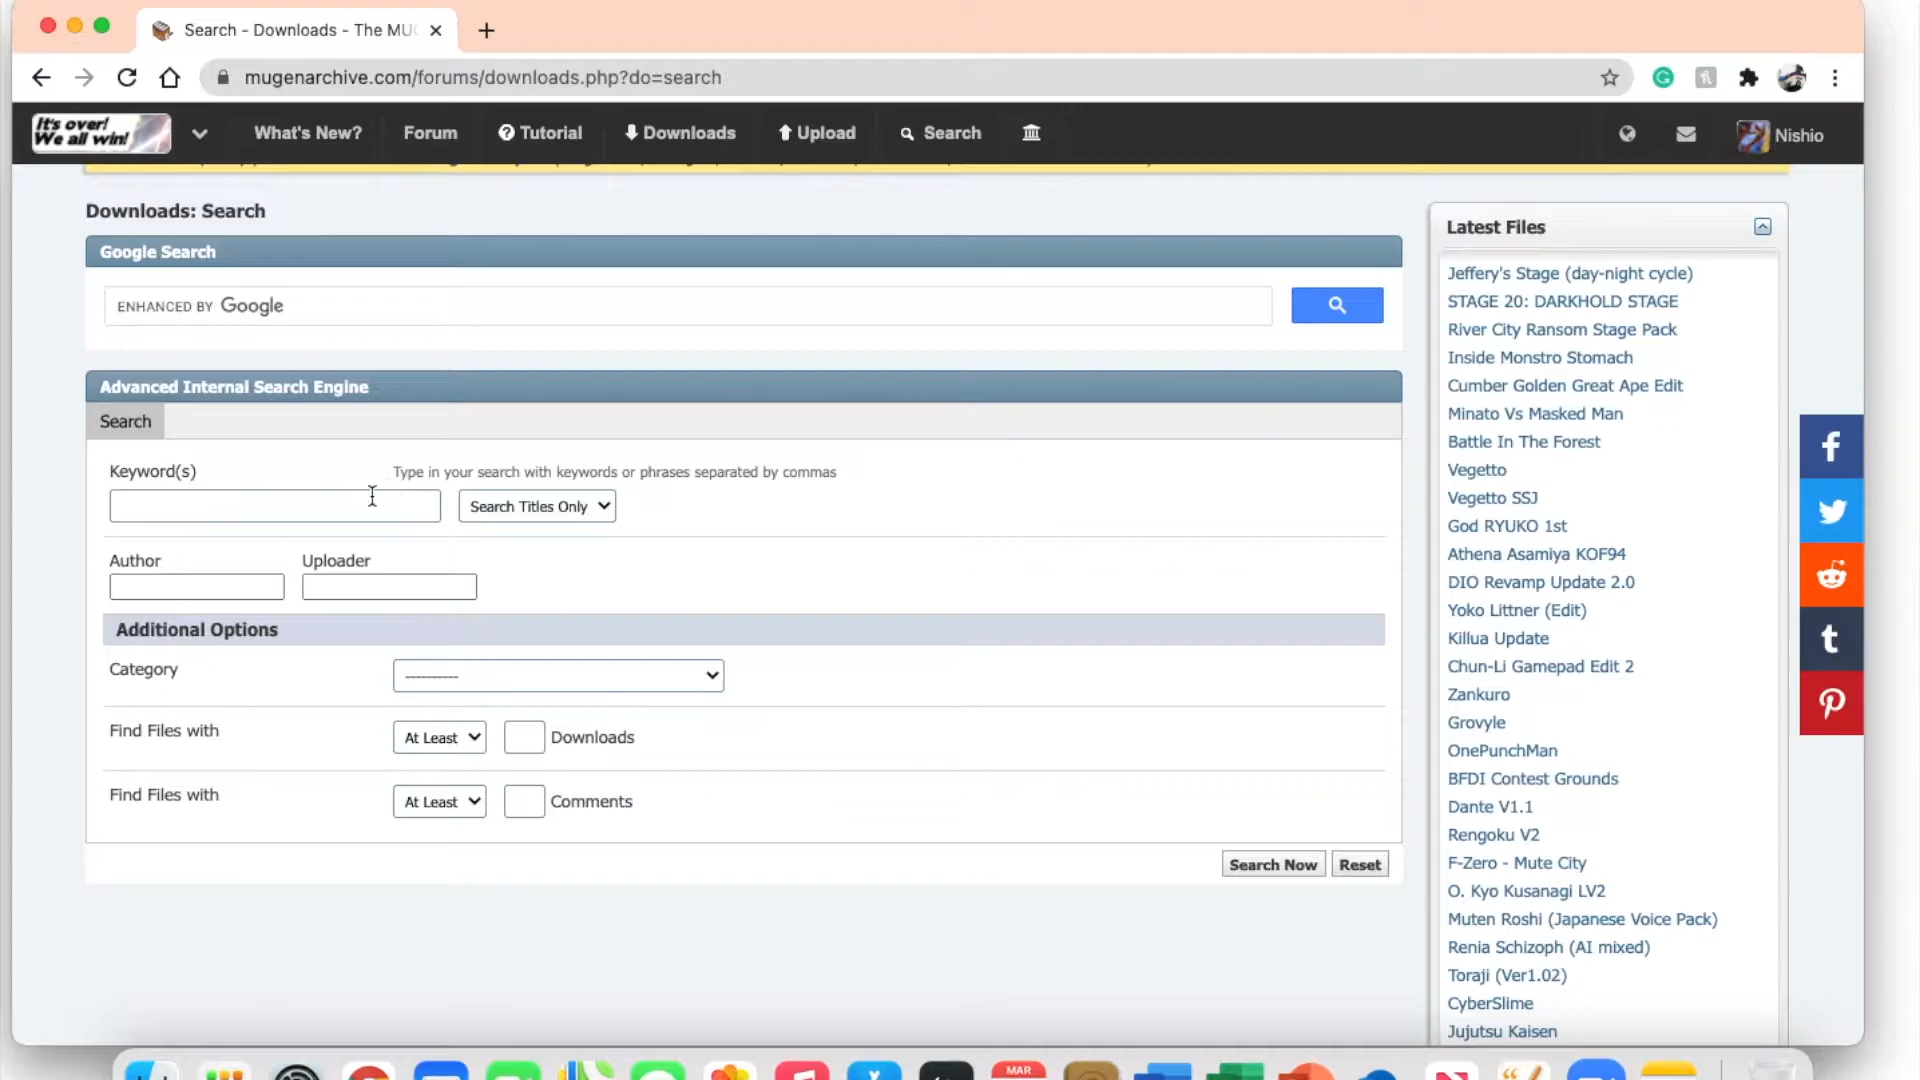 Search - Downloads - The MUG
mugenarchive.com/forums/downloads.php?do=search
It's over!
We all win!
What's New?
Forum
Tutorial
Downloads
Upload
Search
Nishio
Downloads: Search
Google Search
ENHANCED BY Google
Advanced Internal Search Engine
Search
Keyword(s)
Type in your search with keywords or phrases separated by commas
Search Titles Only
Author
Uploader
Additional Options
Category
----------
Find Files with
At Least
Downloads
Find Files with
At Least
Comments
Search Now
Reset
Latest Files
Jeffery's Stage (day-night cycle)
STAGE 20: DARKHOLD STAGE
River City Ransom Stage Pack
Inside Monstro Stomach
Cumber Golden Great Ape Edit
Minato Vs Masked Man
Battle In The Forest
Vegetto
Vegetto SSJ
God RYUKO 1st
Athena Asamiya KOF94
DIO Revamp Update 2.0
Yoko Littner (Edit)
Killua Update
Chun-Li Gamepad Edit 2
Zankuro
Grovyle
OnePunchMan
BFDI Contest Grounds
Dante V1.1
Rengoku V2
F-Zero - Mute City
O. Kyo Kusanagi LV2
Muten Roshi (Japanese Voice Pack)
Renia Schizoph (AI mixed)
Toraji (Ver1.02)
CyberSlime
Jujutsu Kaisen
MAR